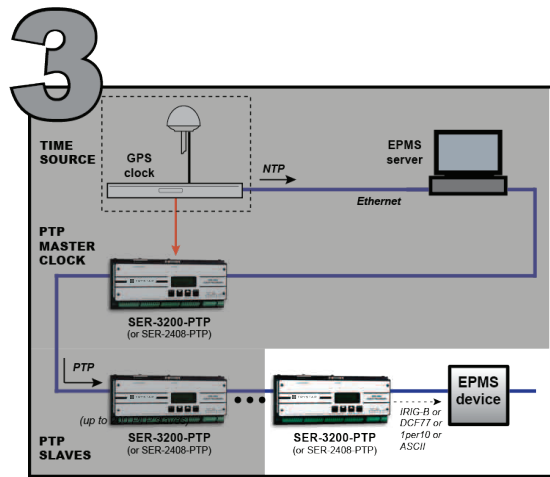 3
TIME
SOURCE
GPS
clock
NTP
EPMS
server
Ethernet
PTP
MASTER
CLOCK
SER-3200-PTP
(or SER-2408-PTP)
PTP
(up to
SER-3200-PTP
(or SER-2408-PTP)
SER-3200-PTP
(or SER-2408-PTP)
IRIG-B or
DCF77 or
1per10 or
ASCII
EPMS
device
PTP
SLAVES